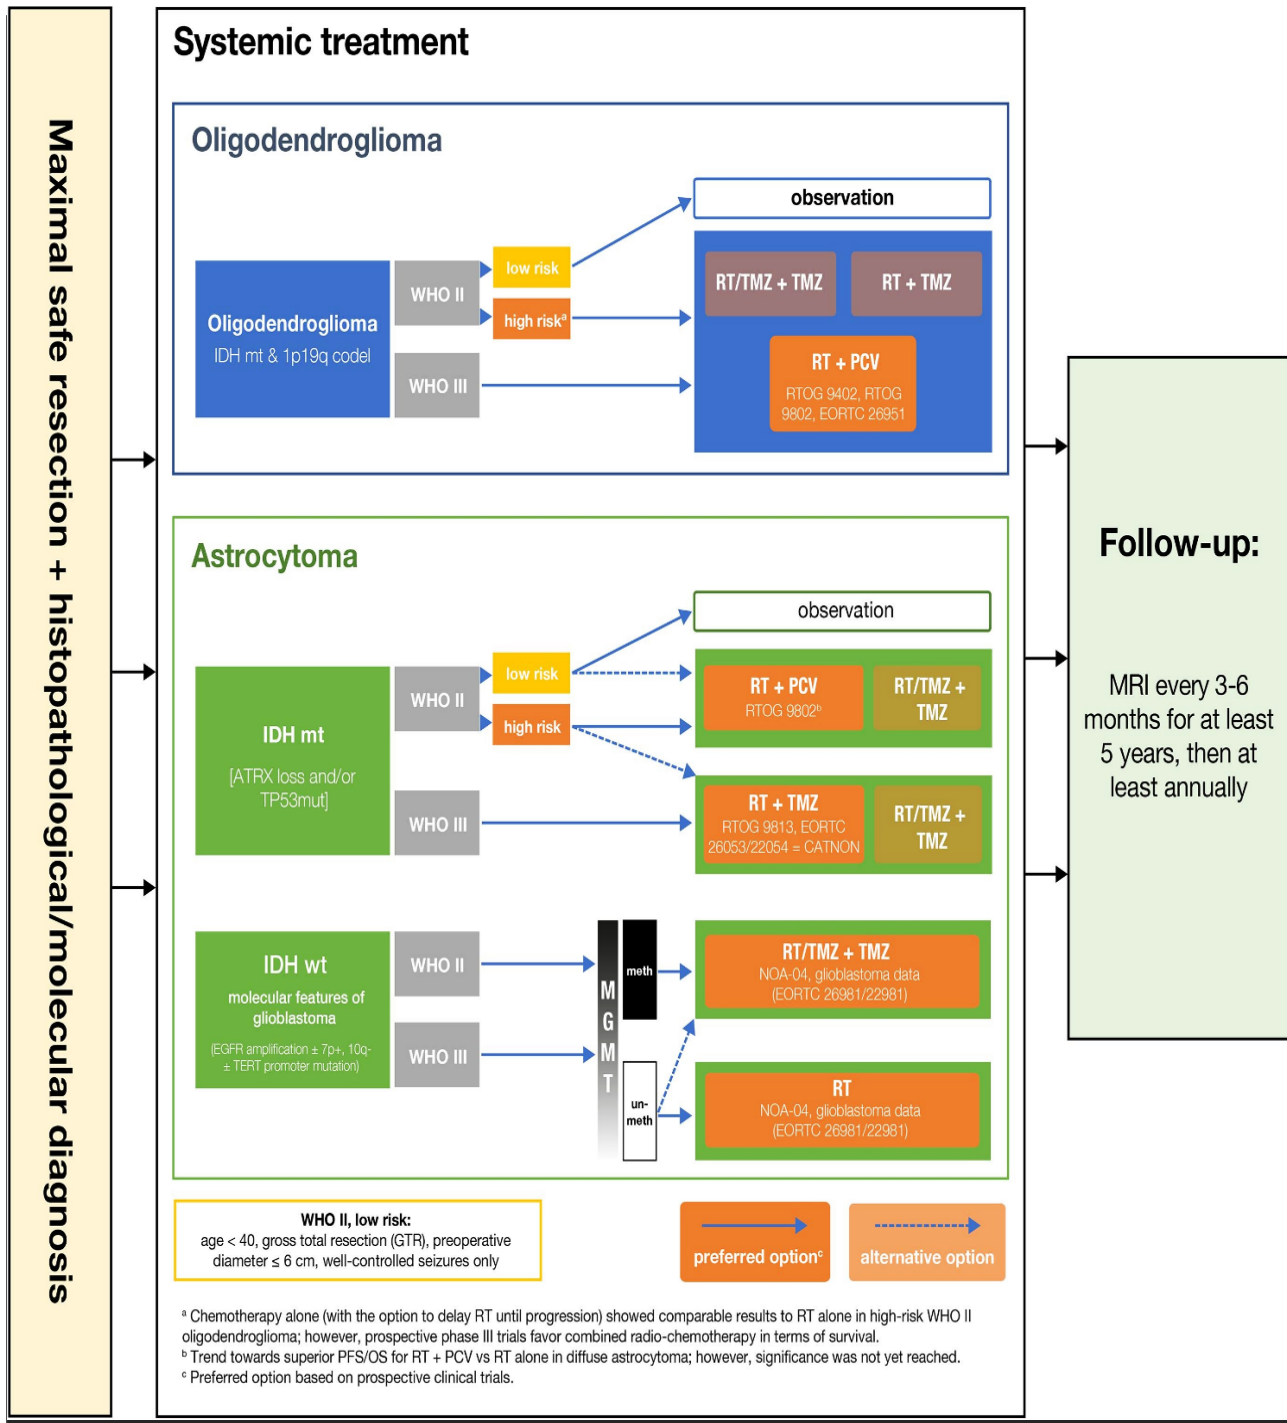 Maximal safe resection + histopathological/molecular diagnosis
Systemic treatment
Oligodendroglioma
observation
Oligodendroglioma
IDH mt & 1p19q codel
WHO II
low risk
high riskᵃ
WHO III
RT/TMZ + TMZ
RT + TMZ
RT + PCV
RTOG 9402, RTOG
9802, EORTC 26951
Astrocytoma
observation
IDH mt
[ATRX loss and/or
TP53mut]
WHO II
low risk
high risk
WHO III
RT + PCV
RTOG 9802ᵇ
RT/TMZ +
TMZ
RT + TMZ
RTOG 9813, EORTC
26053/22054 = CATNON
RT/TMZ +
TMZ
IDH wt
molecular features of
glioblastoma
(EGFR amplification ± 7p+, 10q-
± TERT promoter mutation)
WHO II
WHO III
MGMT
meth
un-
meth
RT/TMZ + TMZ
NOA-04, glioblastoma data
(EORTC 26981/22981)
RT
NOA-04, glioblastoma data
(EORTC 26981/22981)
WHO II, low risk:
age < 40, gross total resection (GTR), preoperative
diameter ≤ 6 cm, well-controlled seizures only
preferred optionᶜ
alternative option
ᵃ Chemotherapy alone (with the option to delay RT until progression) showed comparable results to RT alone in high-risk WHO II
oligodendroglioma; however, prospective phase III trials favor combined radio-chemotherapy in terms of survival.
ᵇ Trend towards superior PFS/OS for RT + PCV vs RT alone in diffuse astrocytoma; however, significance was not yet reached.
ᶜ Preferred option based on prospective clinical trials.
Follow-up:
MRI every 3-6
months for at least
5 years, then at
least annually